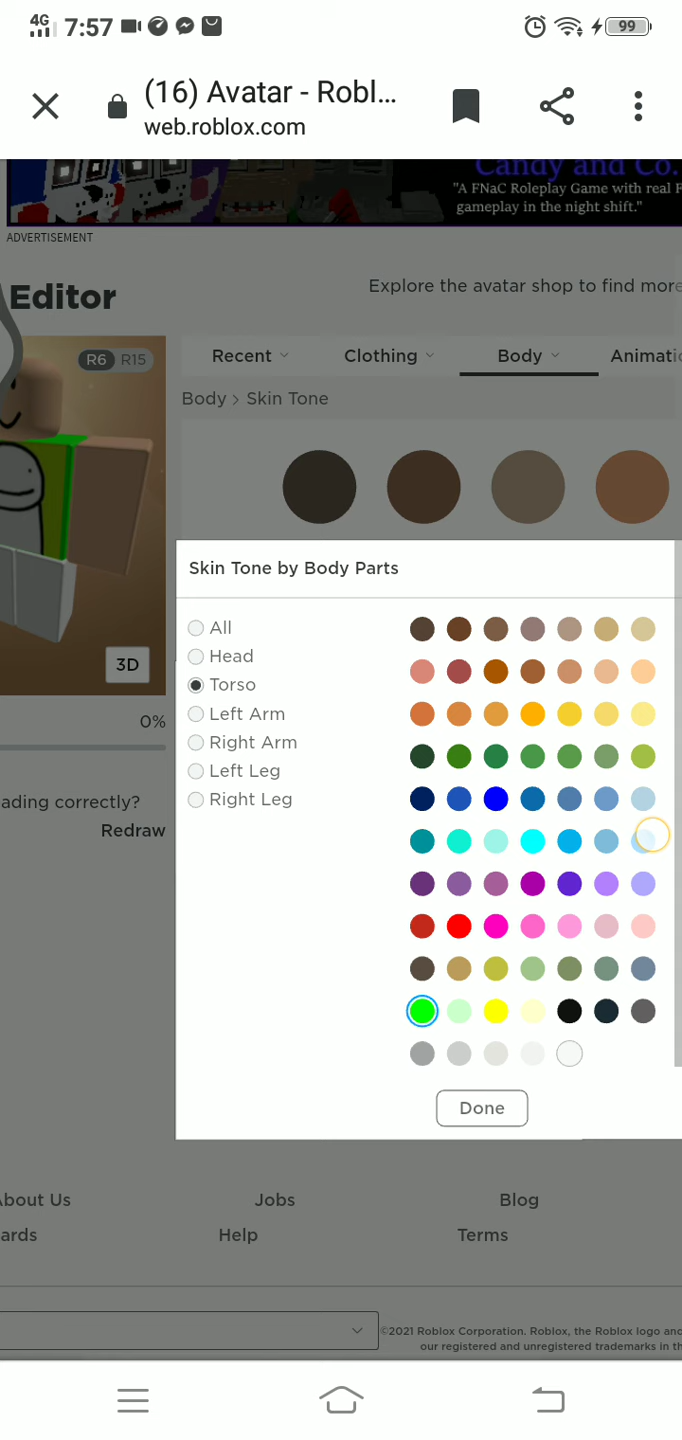 4G 7:57 99
(16) Avatar - Robl...
web.roblox.com
Candy and Co.
"A FNaC Roleplay Game with real F
gameplay in the night shift."
ADVERTISEMENT
Editor
Explore the avatar shop to find more
R6 R15
Recent
Clothing
Body
Animati
Body > Skin Tone
Skin Tone by Body Parts
All
Head
Torso
Left Arm
Right Arm
Left Leg
Right Leg
3D
0%
ading correctly?
Redraw
Done
About Us
Jobs
Blog
ards
Help
Terms
©2021 Roblox Corporation. Roblox, the Roblox logo and
our registered and unregistered trademarks in th